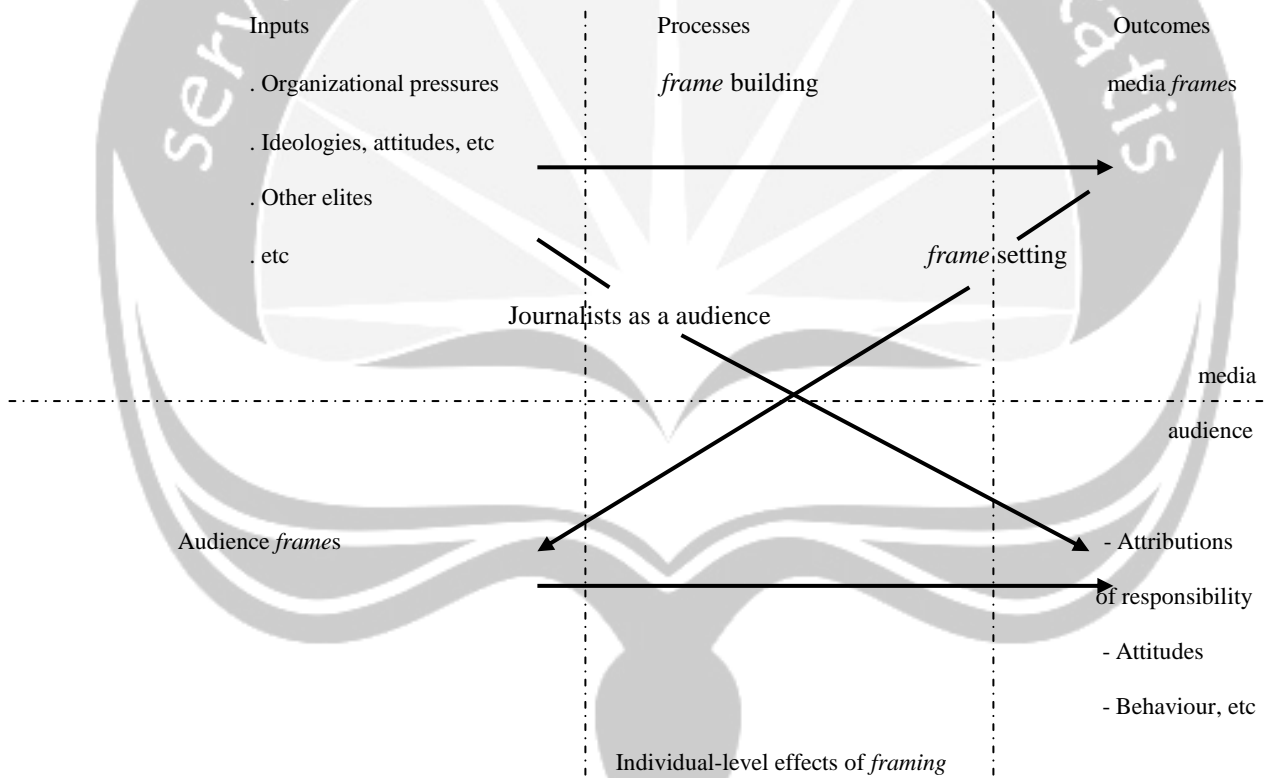 Inputs Processes Outcomes
. Organizational pressures frame building media frames
. Ideologies, attitudes, etc
. Other elites
. etc frame setting
Journalists as a audience
media
audience
Audience frames - Attributions
of responsibility
- Attitudes
- Behaviour, etc
Individual-level effects of framing